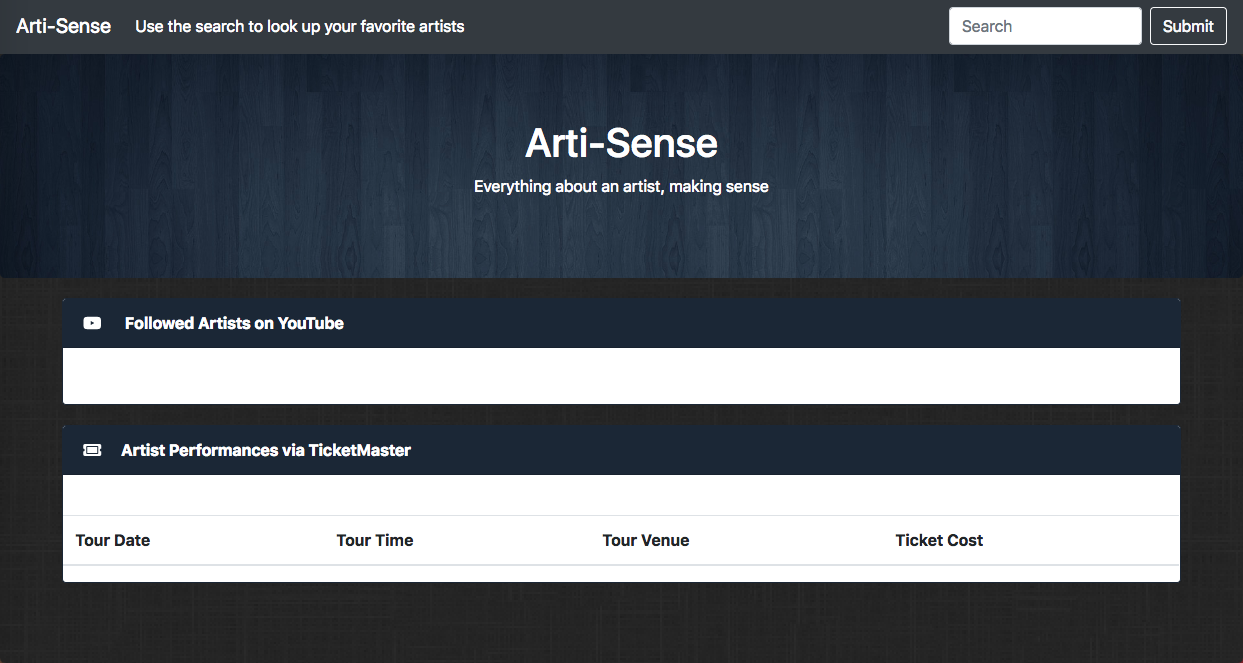 Arti-Sense Use the search to look up your favorite artists Search Submit
Arti-Sense
Everything about an artist, making sense
Followed Artists on YouTube
Artist Performances via TicketMaster
Tour Date Tour Time Tour Venue Ticket Cost